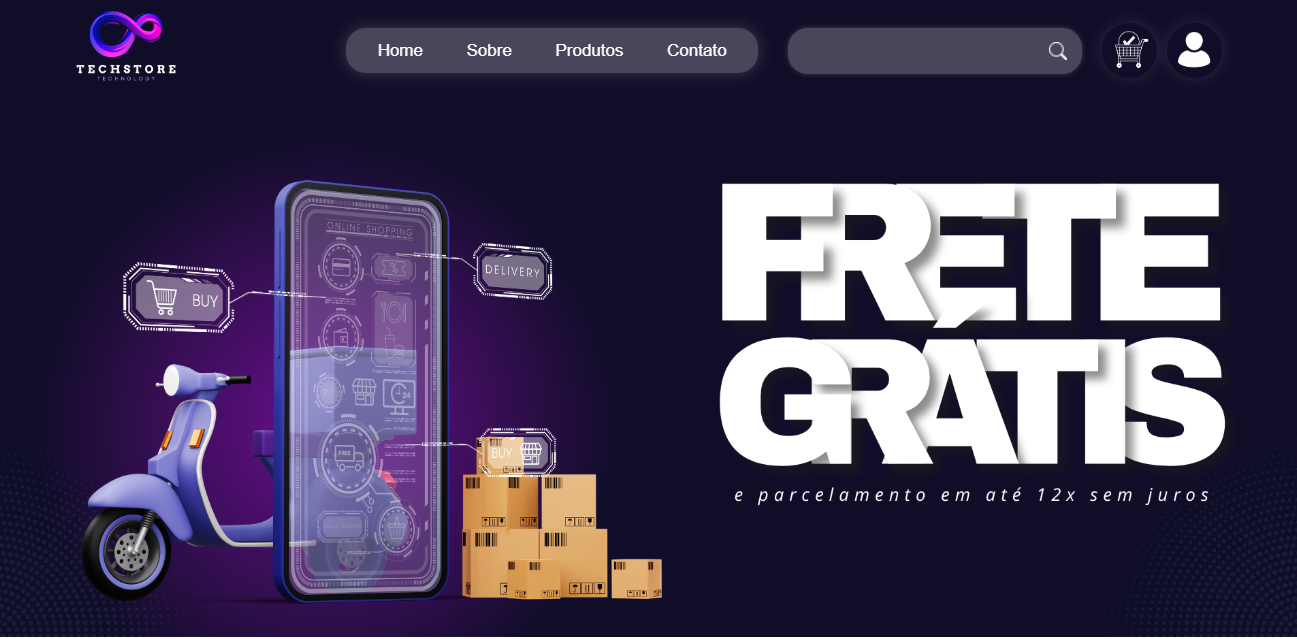 TECHSTORE
TECHNOLOGY
Home Sobre Produtos Contato
FRETE
GRÁTIS
e parcelamento em até 12x sem juros
ONLINE SHOPPING
DELIVERY
BUY
24
BUY
FREE